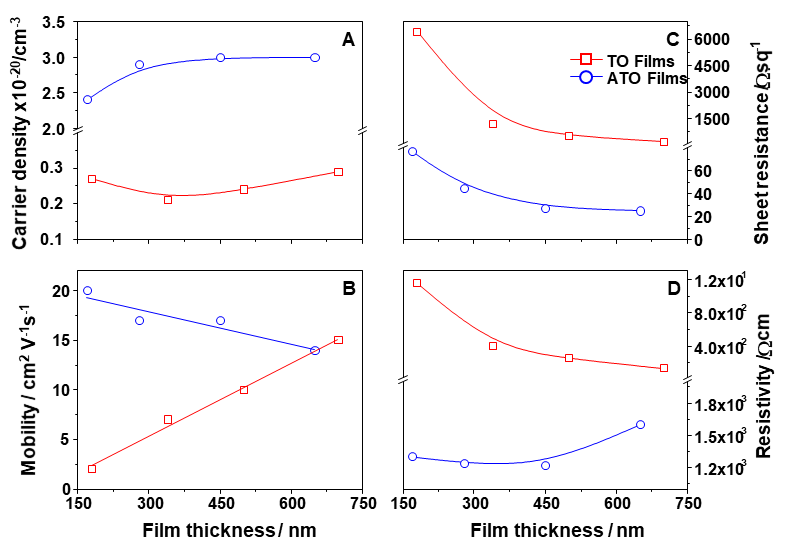 3.5
3.0
2.5
2.0
0.3
0.2
0.1
Carrier density x10⁻²⁰/cm⁻³
A
C
TO Films
ATO Films
6000
4500
3000
1500
60
40
20
0
Sheet resistance/Ωsq⁻¹
20
15
10
5
0
Mobility / cm² V⁻¹s⁻¹
B
D
1.2x10¹
8.0x10²
4.0x10²
1.8x10³
1.5x10³
1.2x10³
Resistivity /Ωcm
150 300 450 600 750
150 300 450 600 750
Film thickness / nm
Film thickness / nm